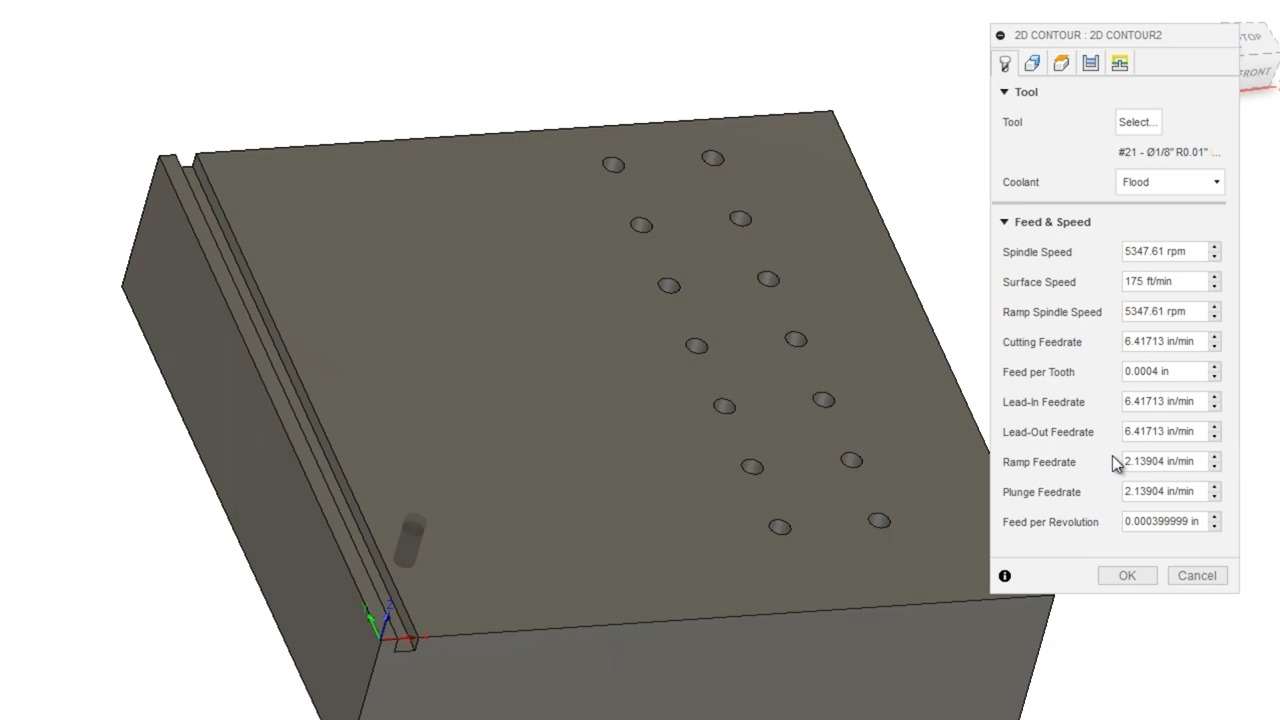 2D CONTOUR : 2D CONTOUR2
TOP
FRONT
Tool
Tool Select...
#21 - Ø1/8" R0.01" ...
Coolant Flood
Feed & Speed
Spindle Speed 5347.61 rpm
Surface Speed 175 ft/min
Ramp Spindle Speed 5347.61 rpm
Cutting Feedrate 6.41713 in/min
Feed per Tooth 0.0004 in
Lead-In Feedrate 6.41713 in/min
Lead-Out Feedrate 6.41713 in/min
Ramp Feedrate 2.13904 in/min
Plunge Feedrate 2.13904 in/min
Feed per Revolution 0.000399999 in
OK Cancel
Z